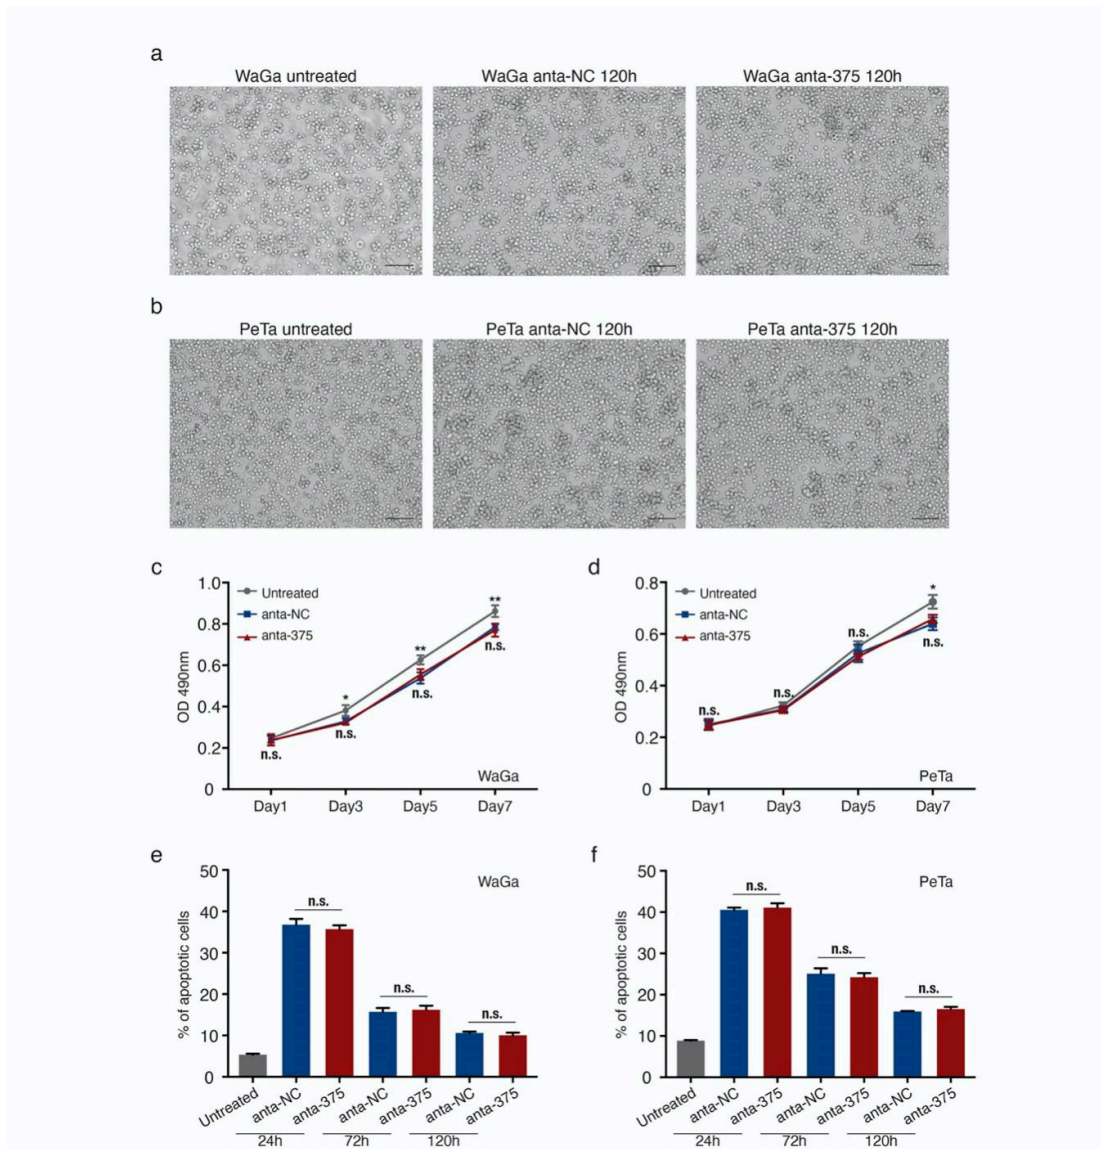 a
WaGa untreated
WaGa anta-NC 120h
WaGa anta-375 120h
b
PeTa untreated
PeTa anta-NC 120h
PeTa anta-375 120h
c
OD 490nm
1.0
0.8
0.6
0.4
0.2
0
Untreated
anta-NC
anta-375
n.s.
*
n.s.
**
n.s.
**
n.s.
WaGa
Day1
Day3
Day5
Day7
d
OD 490nm
0.8
0.6
0.4
0.2
0
Untreated
anta-NC
anta-375
n.s.
n.s.
n.s.
*
n.s.
PeTa
Day1
Day3
Day5
Day7
e
% of apoptotic cells
50
40
30
20
10
0
WaGa
n.s.
n.s.
n.s.
Untreated
anta-NC
anta-375
anta-NC
anta-375
anta-NC
anta-375
24h
72h
120h
f
% of apoptotic cells
50
40
30
20
10
0
PeTa
n.s.
n.s.
n.s.
Untreated
anta-NC
anta-375
anta-NC
anta-375
anta-NC
anta-375
24h
72h
120h